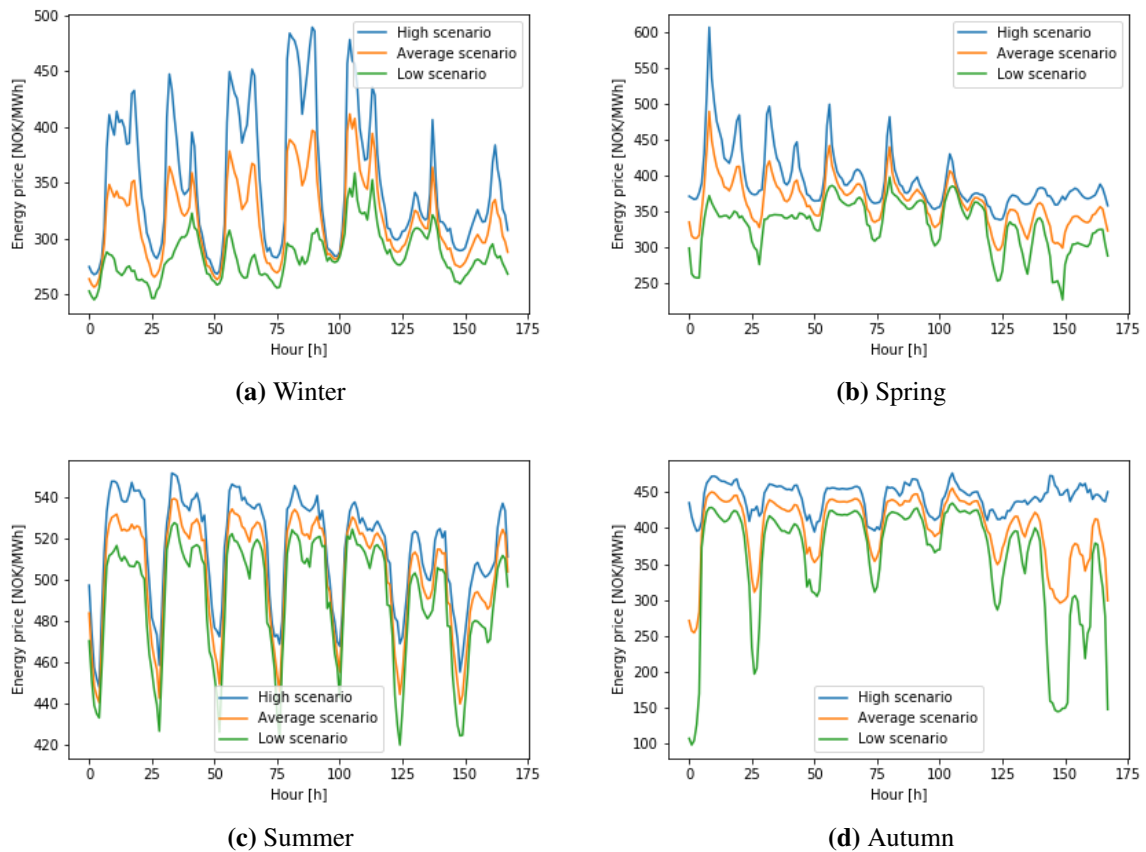 500
450
400
350
300
250
Energy price [NOK/MWh]
High scenario
Average scenario
Low scenario
0 25 50 75 100 125 150 175
Hour [h]
(a) Winter
600
550
500
450
400
350
300
250
Energy price [NOK/MWh]
High scenario
Average scenario
Low scenario
0 25 50 75 100 125 150 175
Hour [h]
(b) Spring
540
520
500
480
460
440
420
Energy price [NOK/MWh]
High scenario
Average scenario
Low scenario
0 25 50 75 100 125 150 175
Hour [h]
(c) Summer
450
400
350
300
250
200
150
100
Energy price [NOK/MWh]
High scenario
Average scenario
Low scenario
0 25 50 75 100 125 150 175
Hour [h]
(d) Autumn